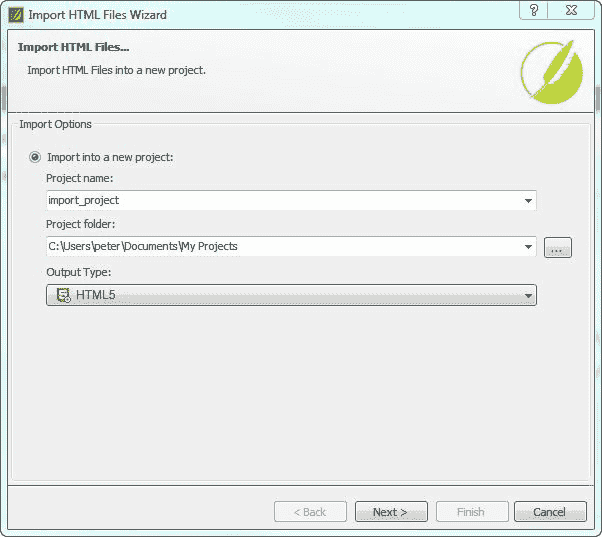 Import HTML Files Wizard
?
Import HTML Files...
Import HTML Files into a new project.
Import Options
Import into a new project:
Project name:
import_project
Project folder:
C:\Users\peter\Documents\My Projects
...
Output Type:
HTML5
< Back Next > Finish Cancel